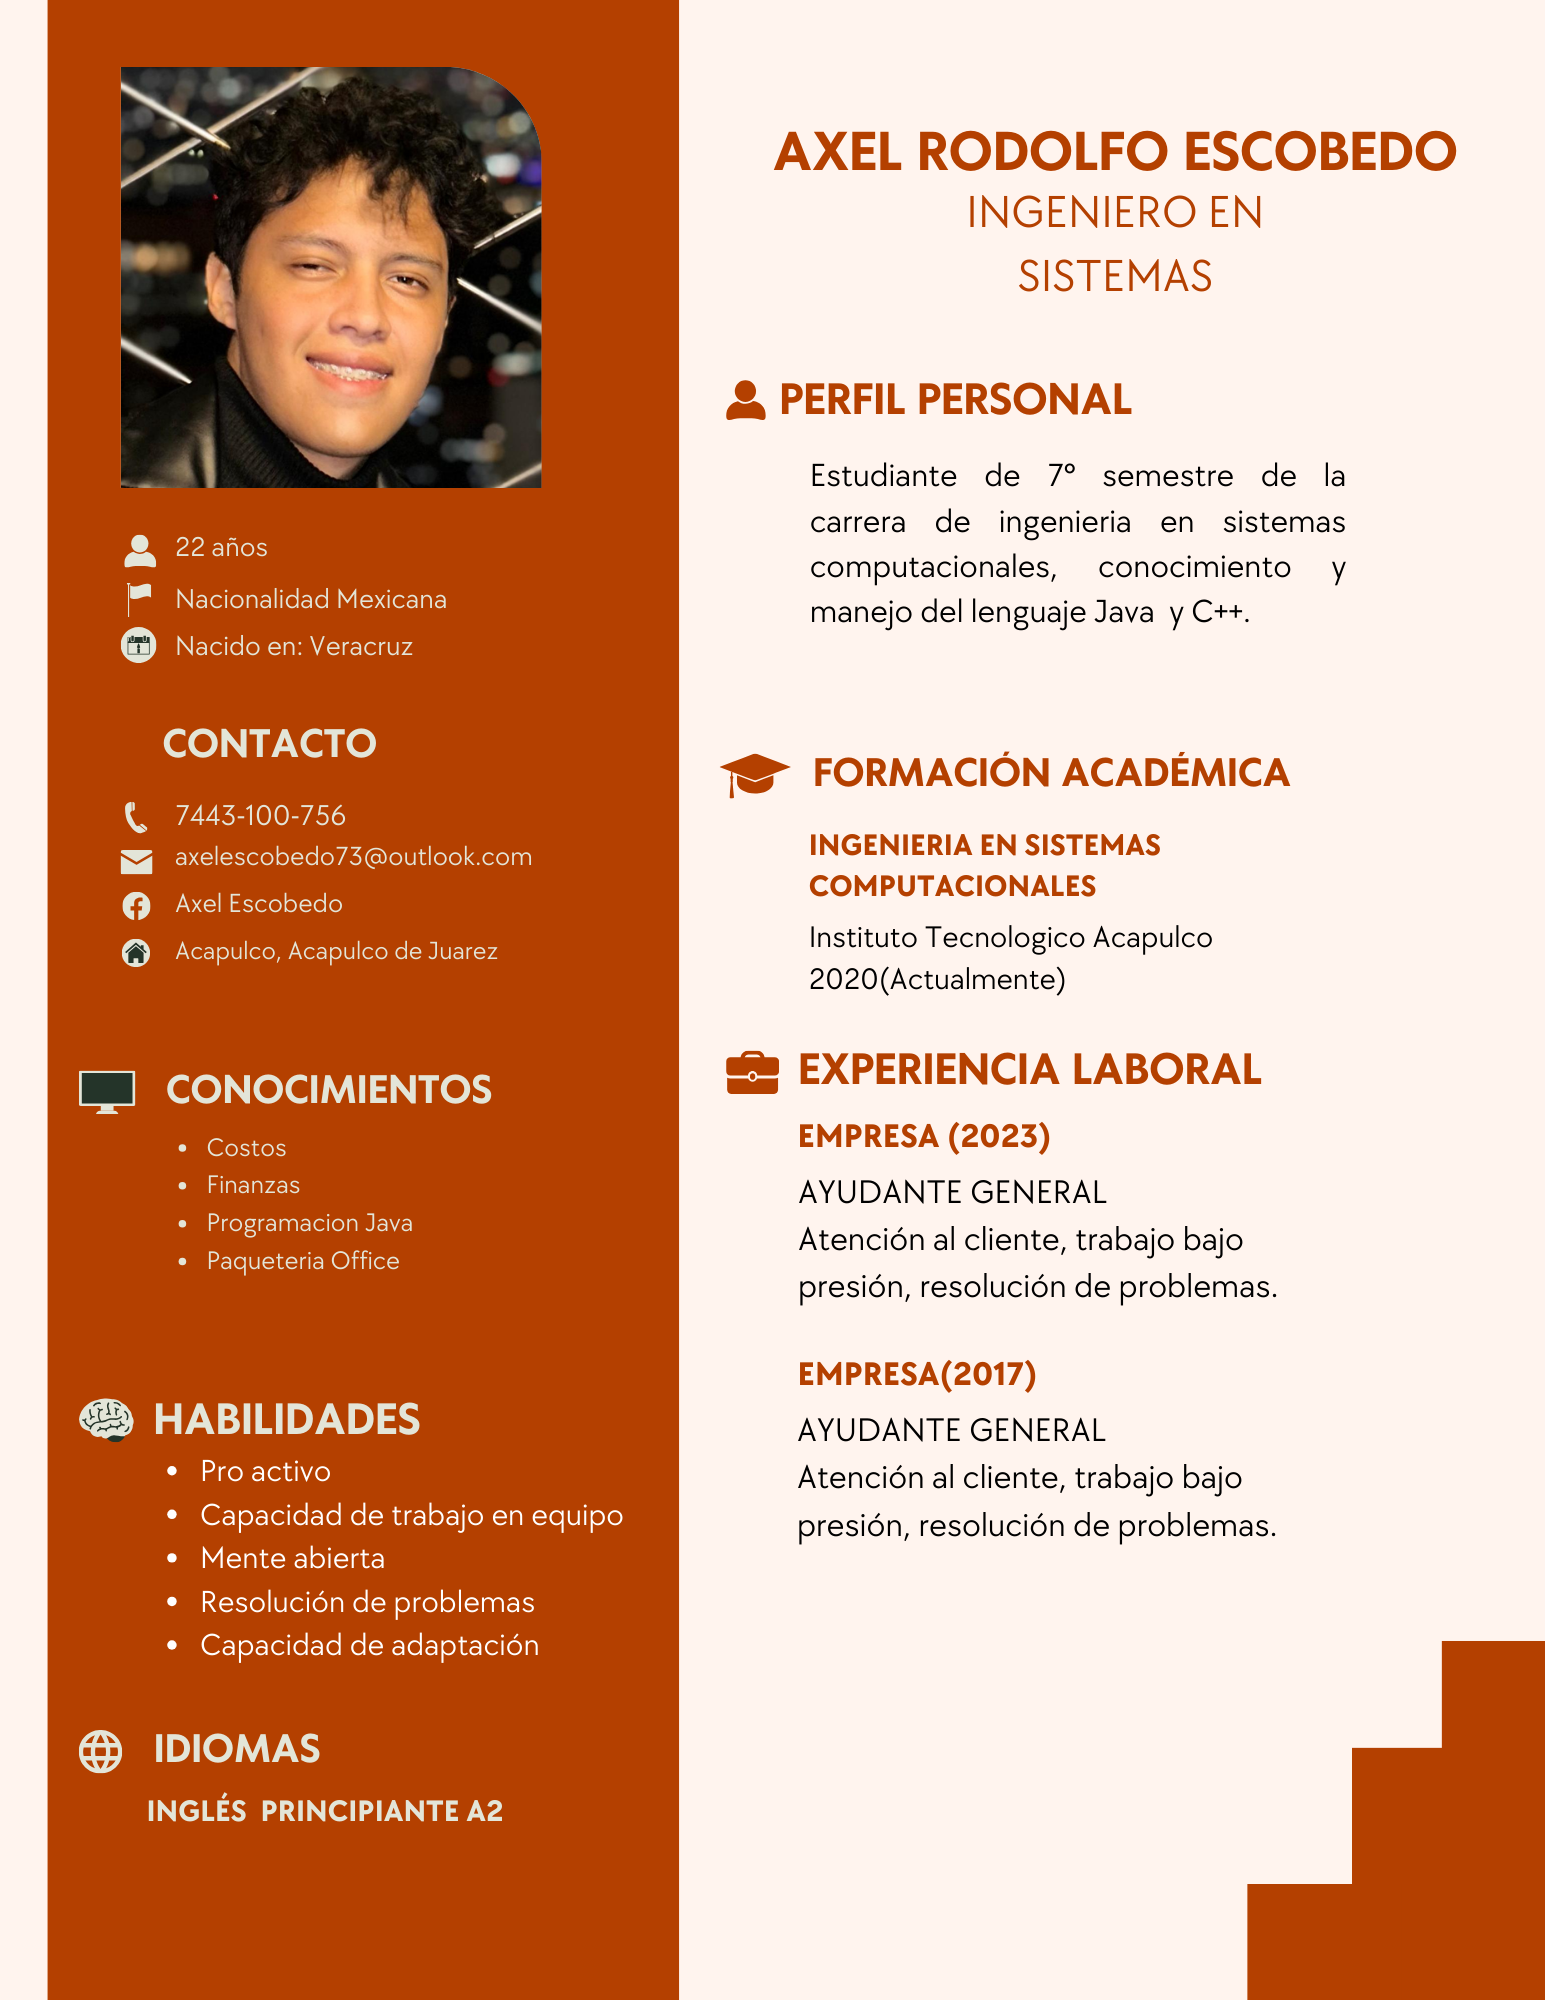 22 años
Nacionalidad Mexicana
Nacido en: Veracruz
CONTACTO
7443-100-756
axelescobedo73@outlook.com
Axel Escobedo
Acapulco, Acapulco de Juarez
CONOCIMIENTOS
• Costos
• Finanzas
• Programacion Java
• Paqueteria Office
HABILIDADES
• Pro activo
• Capacidad de trabajo en equipo
• Mente abierta
• Resolución de problemas
• Capacidad de adaptación
IDIOMAS
INGLÉS PRINCIPIANTE A2
AXEL RODOLFO ESCOBEDO
INGENIERO EN
SISTEMAS
PERFIL PERSONAL
Estudiante de 7° semestre de la
carrera de ingenieria en sistemas
computacionales, conocimiento y
manejo del lenguaje Java y C++.
FORMACIÓN ACADÉMICA
INGENIERIA EN SISTEMAS
COMPUTACIONALES
Instituto Tecnologico Acapulco
2020(Actualmente)
EXPERIENCIA LABORAL
EMPRESA (2023)
AYUDANTE GENERAL
Atención al cliente, trabajo bajo
presión, resolución de problemas.
EMPRESA(2017)
AYUDANTE GENERAL
Atención al cliente, trabajo bajo
presión, resolución de problemas.